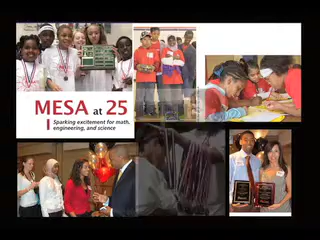 MESA at 25
Sparking excitement for math,
engineering, and science